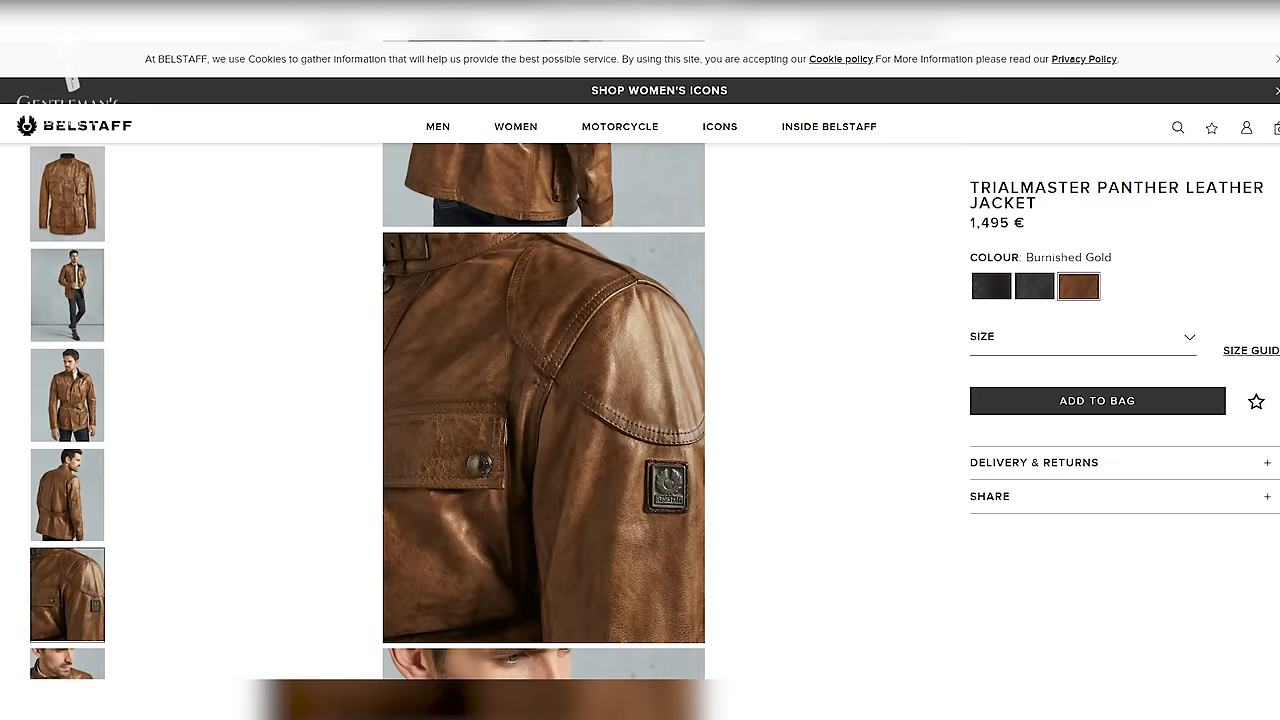 At BELSTAFF, we use Cookies to gather information that will help us provide the best possible service. By using this site, you are accepting our Cookie policy.For More Information please read our Privacy Policy.
SHOP WOMEN'S ICONS
GENTLEMAN'S
BELSTAFF
MEN
WOMEN
MOTORCYCLE
ICONS
INSIDE BELSTAFF
TRIALMASTER PANTHER LEATHER
JACKET
1,495 €
COLOUR: Burnished Gold
SIZE
SIZE GUID
ADD TO BAG
DELIVERY & RETURNS
SHARE